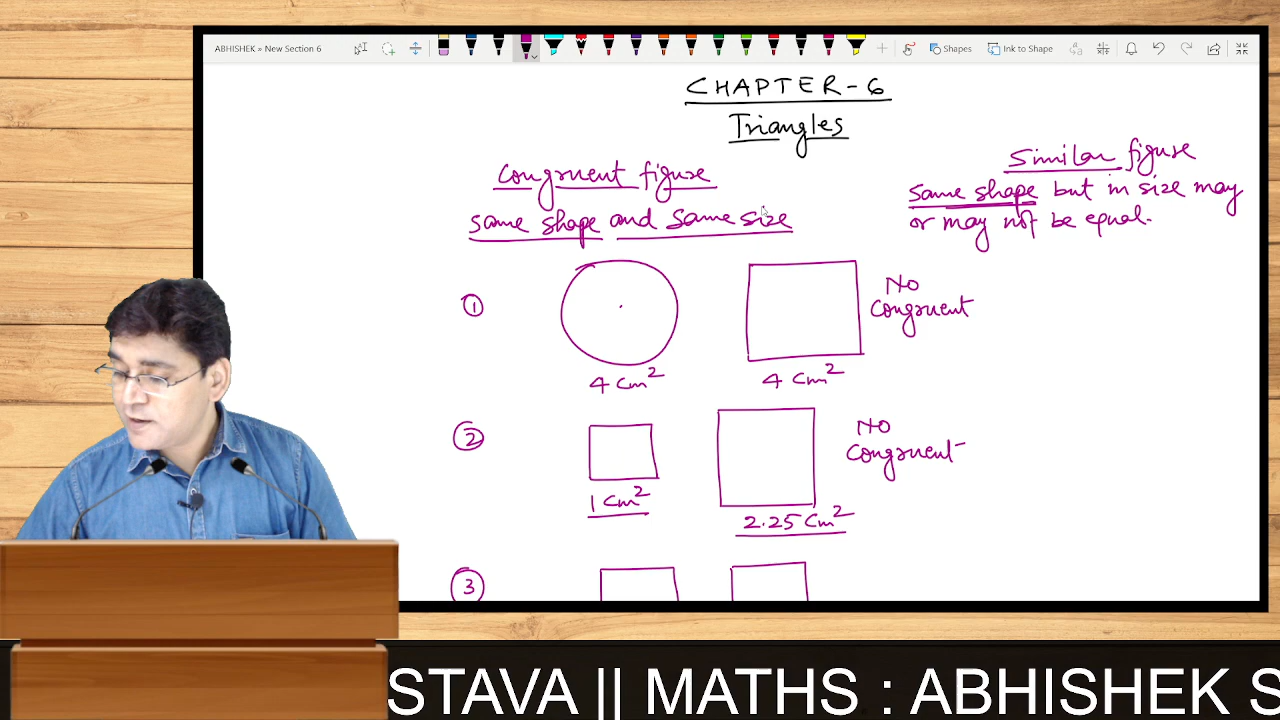 ABHISHEK » New Section 6
Shapes
Ink to Shape
CHAPTER-6
Triangles
Congruent figure
same shape and same size
Similar figure
same shape but in size may
or may not be equal.
①
4 cm²
4 cm²
No
Congruent
②
1 cm²
2.25 cm²
No
Congruent
③
STAVA || MATHS : ABHISHEK S